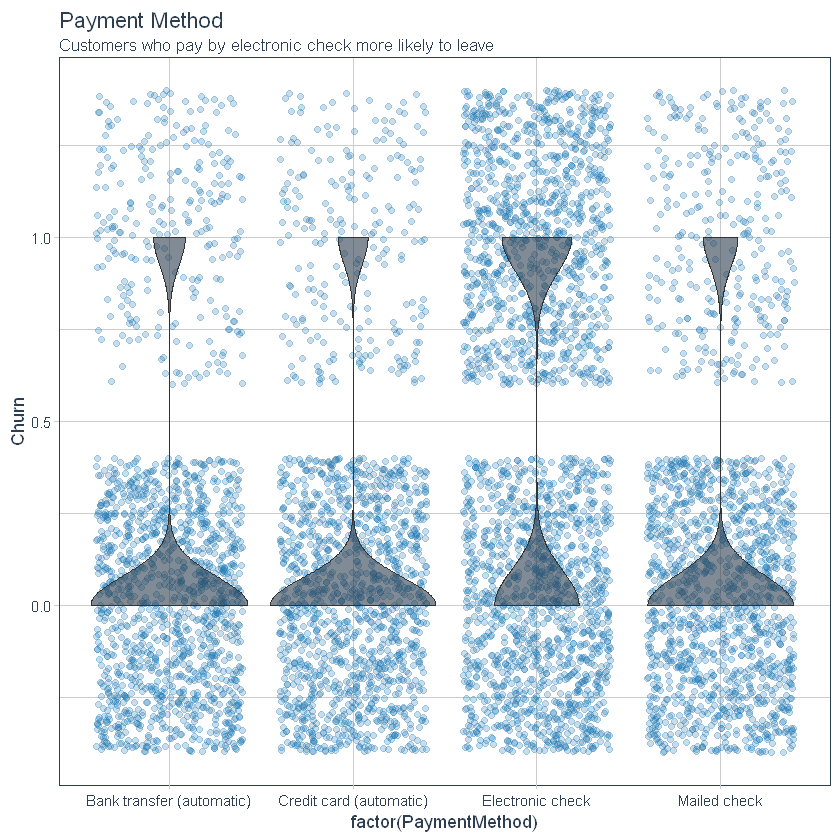 Payment Method
Customers who pay by electronic check more likely to leave
1.0
0.5
0.0
Churn
Bank transfer (automatic) Credit card (automatic) Electronic check Mailed check
factor(PaymentMethod)